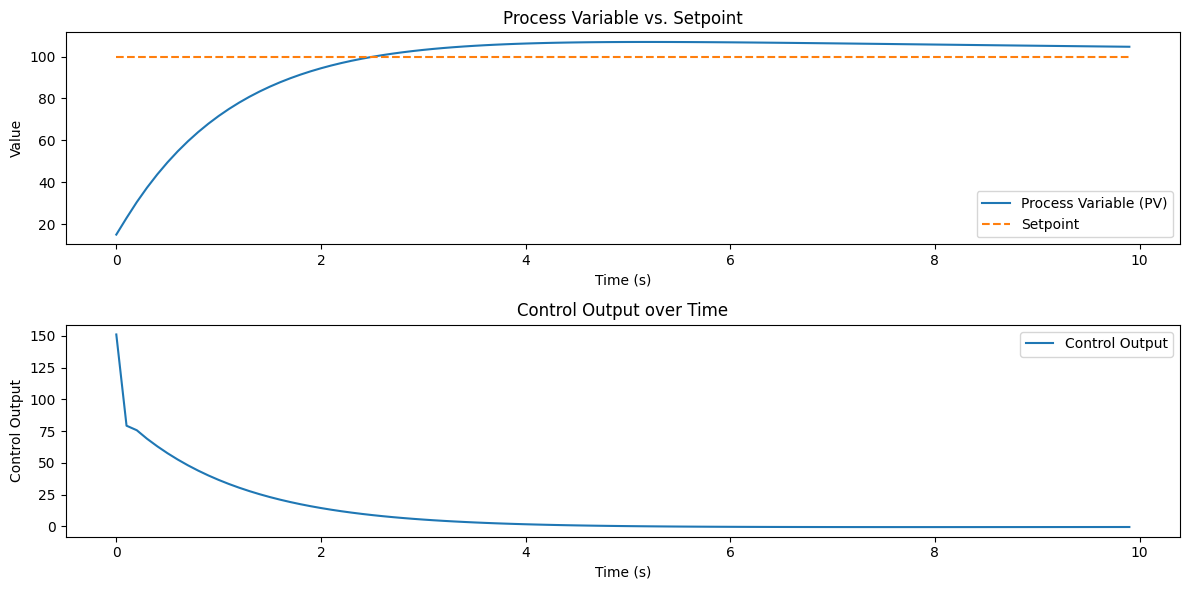 Process Variable vs. Setpoint
Value
100
80
60
40
20
Process Variable (PV)
Setpoint
0 2 4 6 8 10
Time (s)
Control Output over Time
Control Output
150
125
100
75
50
25
0
Control Output
0 2 4 6 8 10
Time (s)